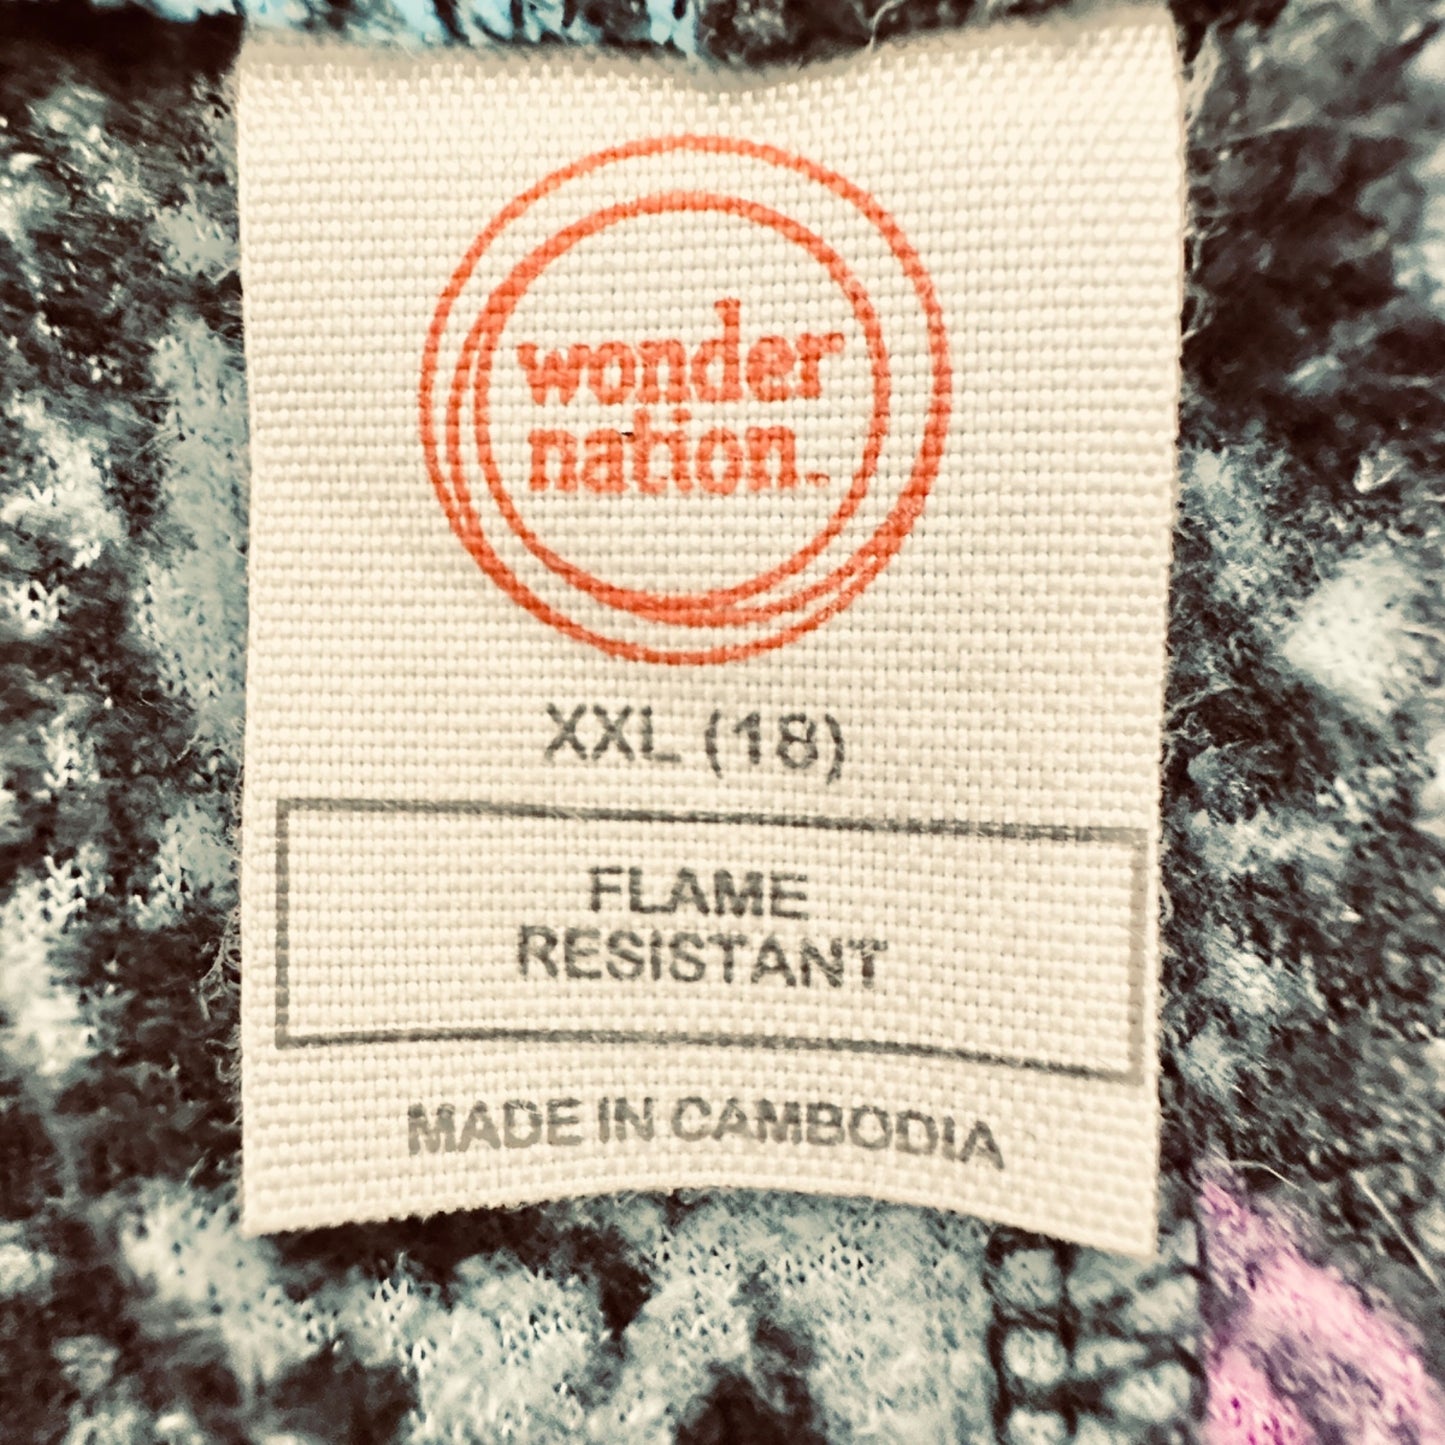 wonder
nation.
XXL (18)
FLAME
RESISTANT
MADE IN CAMBODIA